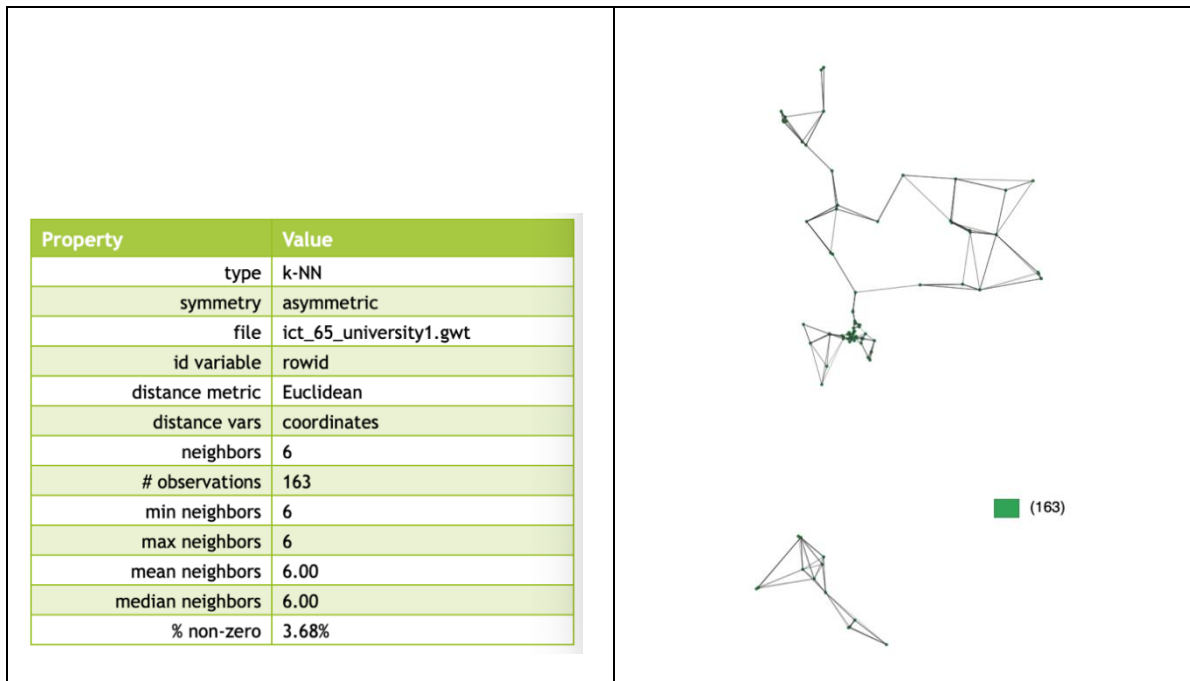 Property Value
type k-NN
symmetry asymmetric
file ict_65_university1.gwt
id variable rowid
distance metric Euclidean
distance vars coordinates
neighbors 6
# observations 163
min neighbors 6
max neighbors 6
mean neighbors 6.00
median neighbors 6.00
% non-zero 3.68%
(163)